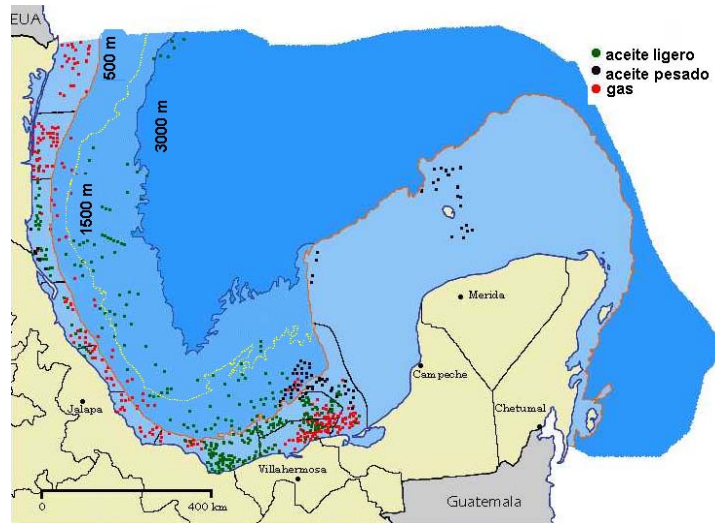 EUA
500 m
1500 m
3000 m
aceite ligero
aceite pesado
gas
Merida
Campeche
Chetumal
Jalapa
Villahermosa
Guatemala
0
400 km